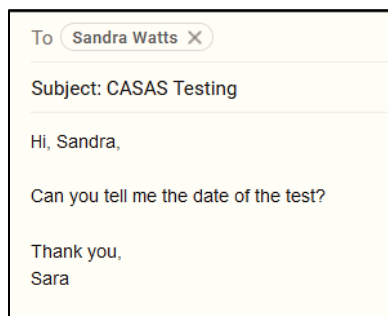 To Sandra Watts
Subject: CASAS Testing
Hi, Sandra,
Can you tell me the date of the test?
Thank you,
Sara